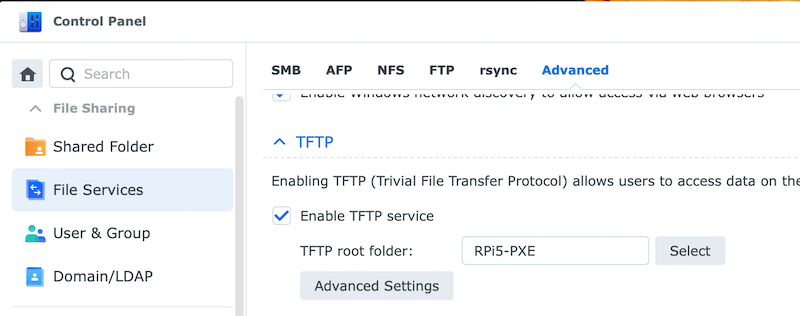 Control Panel
Search
SMB AFP NFS FTP rsync Advanced
Enable Windows network discovery to allow access via web browsers
File Sharing
Shared Folder
File Services
User & Group
Domain/LDAP
TFTP
Enabling TFTP (Trivial File Transfer Protocol) allows users to access data on the
Enable TFTP service
TFTP root folder: RPi5-PXE Select
Advanced Settings